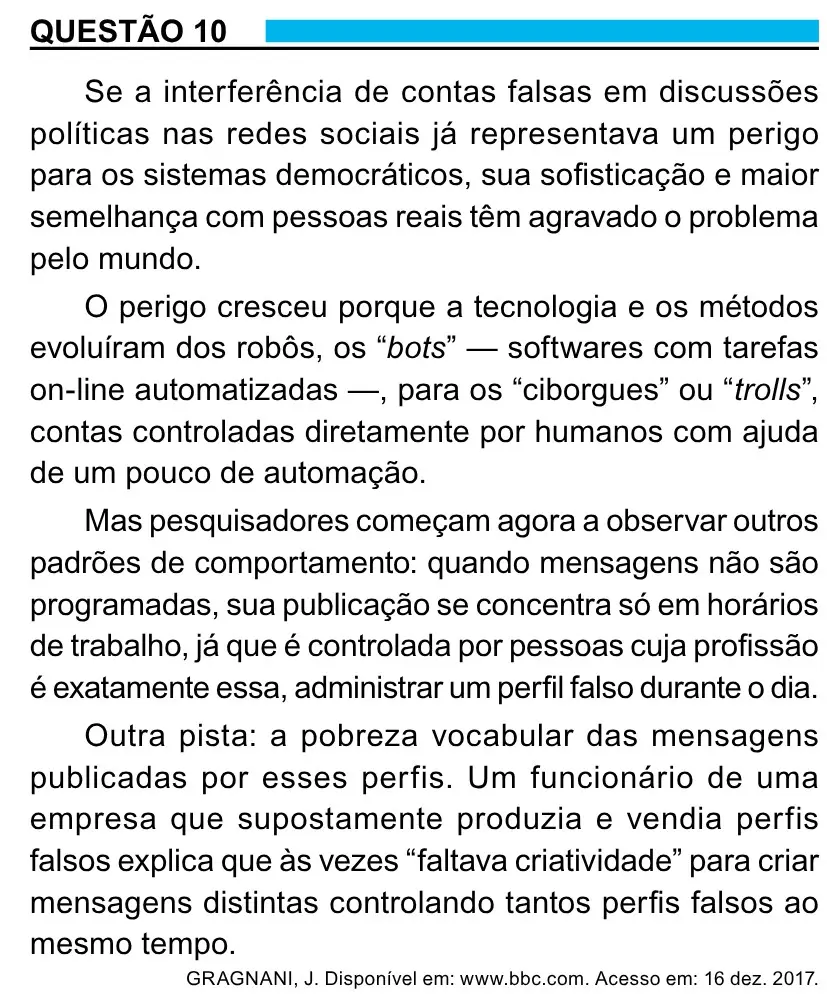 QUESTÃO 10
Se a interferência de contas falsas em discussões
políticas nas redes sociais já representava um perigo
para os sistemas democráticos, sua sofisticação e maior
semelhança com pessoas reais têm agravado o problema
pelo mundo.
O perigo cresceu porque a tecnologia e os métodos
evoluíram dos robôs, os “bots” — softwares com tarefas
on-line automatizadas —, para os “ciborgues” ou “trolls”,
contas controladas diretamente por humanos com ajuda
de um pouco de automação.
Mas pesquisadores começam agora a observar outros
padrões de comportamento: quando mensagens não são
programadas, sua publicação se concentra só em horários
de trabalho, já que é controlada por pessoas cuja profissão
é exatamente essa, administrar um perfil falso durante o dia.
Outra pista: a pobreza vocabular das mensagens
publicadas por esses perfis. Um funcionário de uma
empresa que supostamente produzia e vendia perfis
falsos explica que às vezes “faltava criatividade” para criar
mensagens distintas controlando tantos perfis falsos ao
mesmo tempo.
GRAGNANI, J. Disponível em: www.bbc.com. Acesso em: 16 dez. 2017.